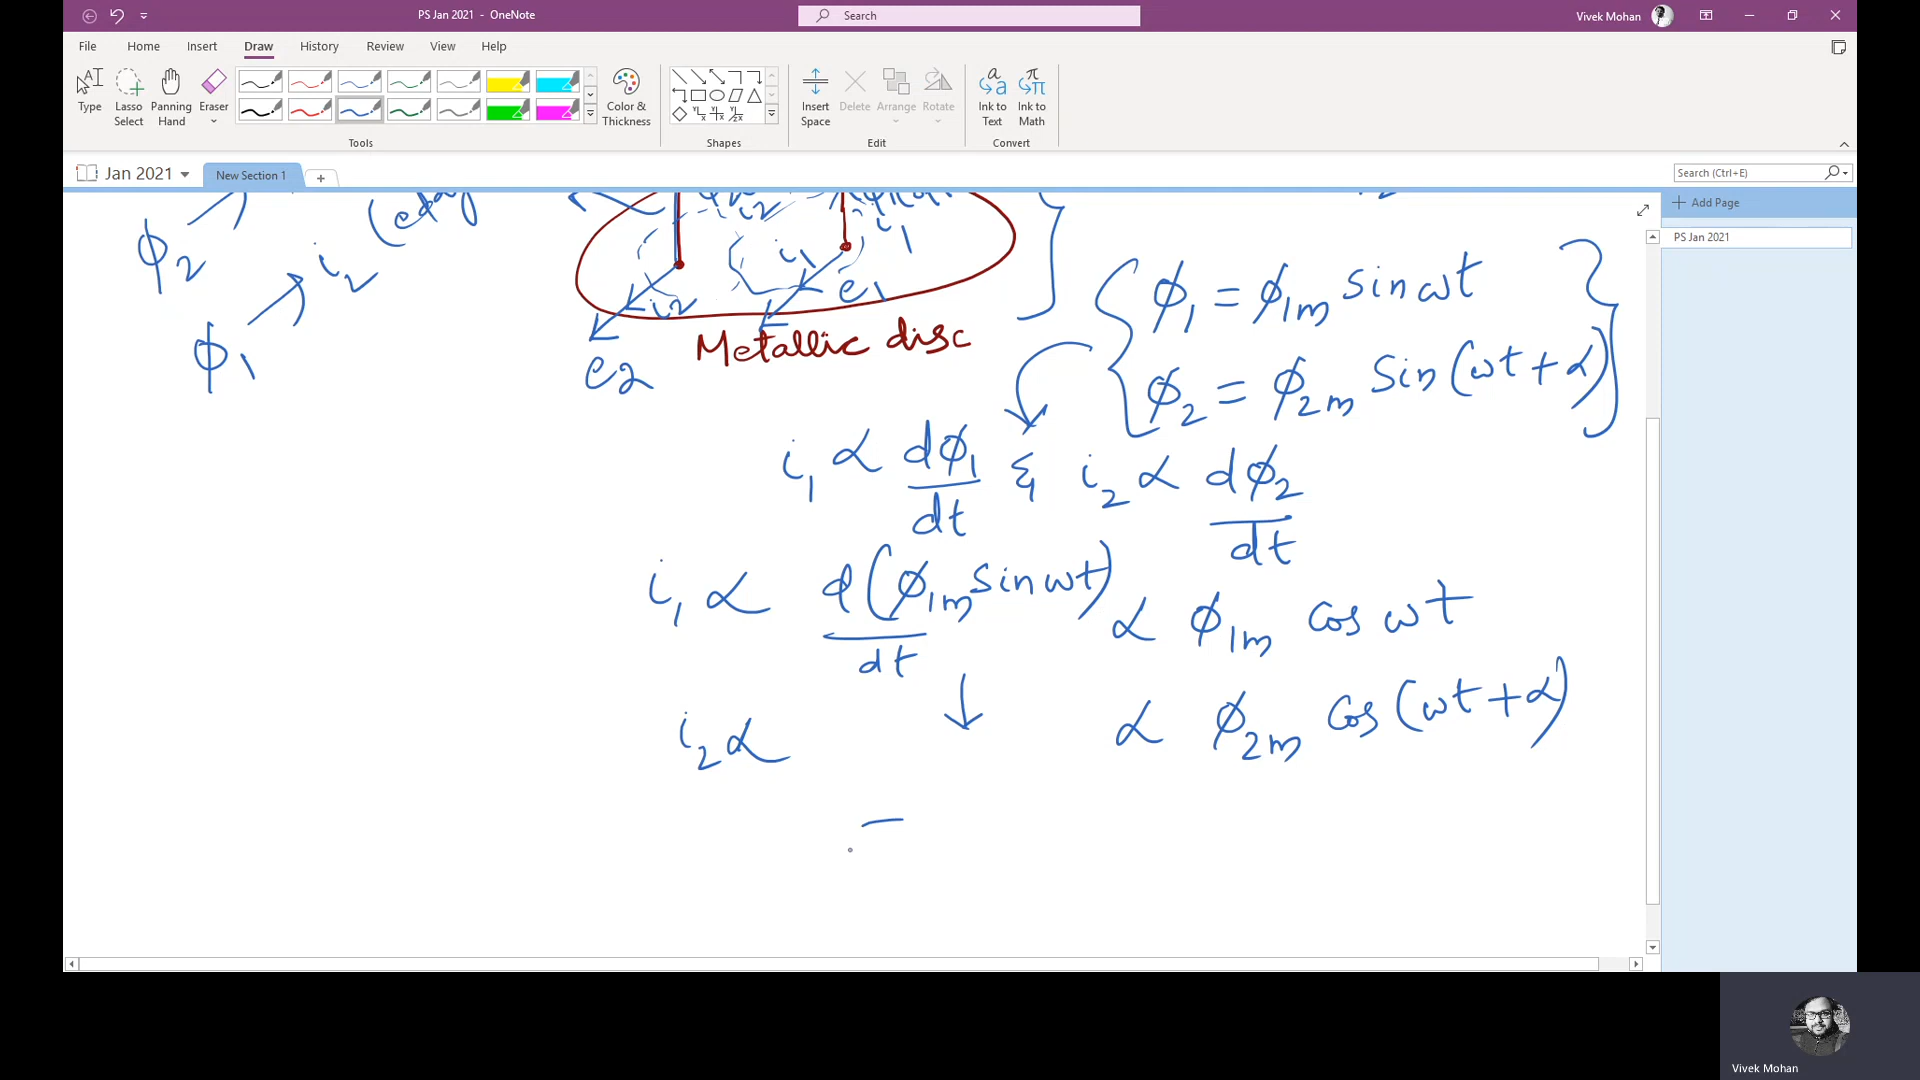 PS Jan 2021 - OneNote
Search
Vivek Mohan
File Home Insert Draw History Review View Help
Type
Lasso Select
Panning Hand
Eraser
Color & Thickness
Insert Space
Delete
Arrange
Rotate
Ink to Text
Ink to Math
Tools
Shapes
Edit
Convert
Jan 2021
New Section 1
Search (Ctrl+E)
Add Page
PS Jan 2021
ϕ2
i2
ϕ1
i2
i1
i1
i2
e1
e2
Metallic disc
ϕ1 = ϕ1m sin ωt
ϕ2 = ϕ2m Sin (ωt + α)
i1 α dϕ1/dt & i2 α dϕ2/dt
i1 α d(ϕ1m sin ωt)/dt α ϕ1m Cos ωt
i2 α ↓ α ϕ2m Cos (ωt + α)
Vivek Mohan